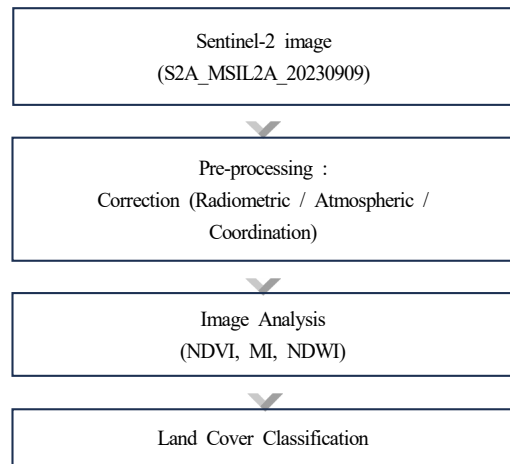 Sentinel-2 image
(S2A_MSIL2A_20230909)
Pre-processing :
Correction (Radiometric / Atmospheric /
Coordination)
Image Analysis
(NDVI, MI, NDWI)
Land Cover Classification